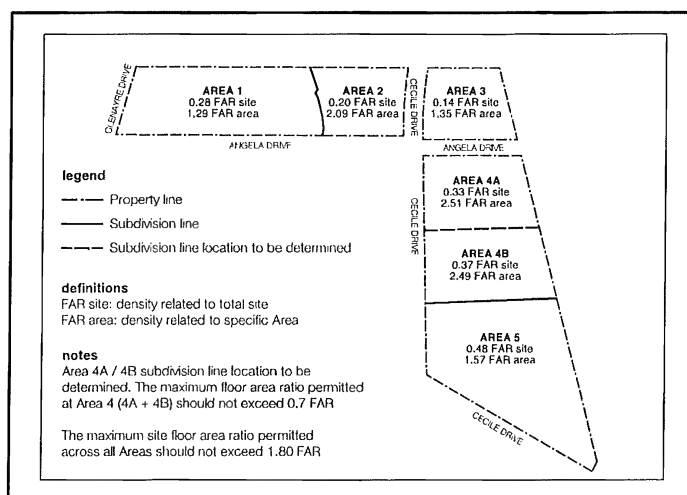 GLENAYRE DRIVE
AREA 1
0.28 FAR site
1.29 FAR area
AREA 2
0.20 FAR site
2.09 FAR area
CECILE DRIVE
AREA 3
0.14 FAR site
1.35 FAR area
ANGELA DRIVE
ANGELA DRIVE
AREA 4A
0.33 FAR site
2.51 FAR area
CECILE DRIVE
AREA 4B
0.37 FAR site
2.49 FAR area
AREA 5
0.48 FAR site
1.57 FAR area
CECILE DRIVE
legend
Property line
Subdivision line
Subdivision line location to be determined
definitions
FAR site: density related to total site
FAR area: density related to specific Area
notes
Area 4A / 4B subdivision line location to be
determined. The maximum floor area ratio permitted
at Area 4 (4A + 4B) should not exceed 0.7 FAR
The maximum site floor area ratio permitted
across all Areas should not exceed 1.80 FAR